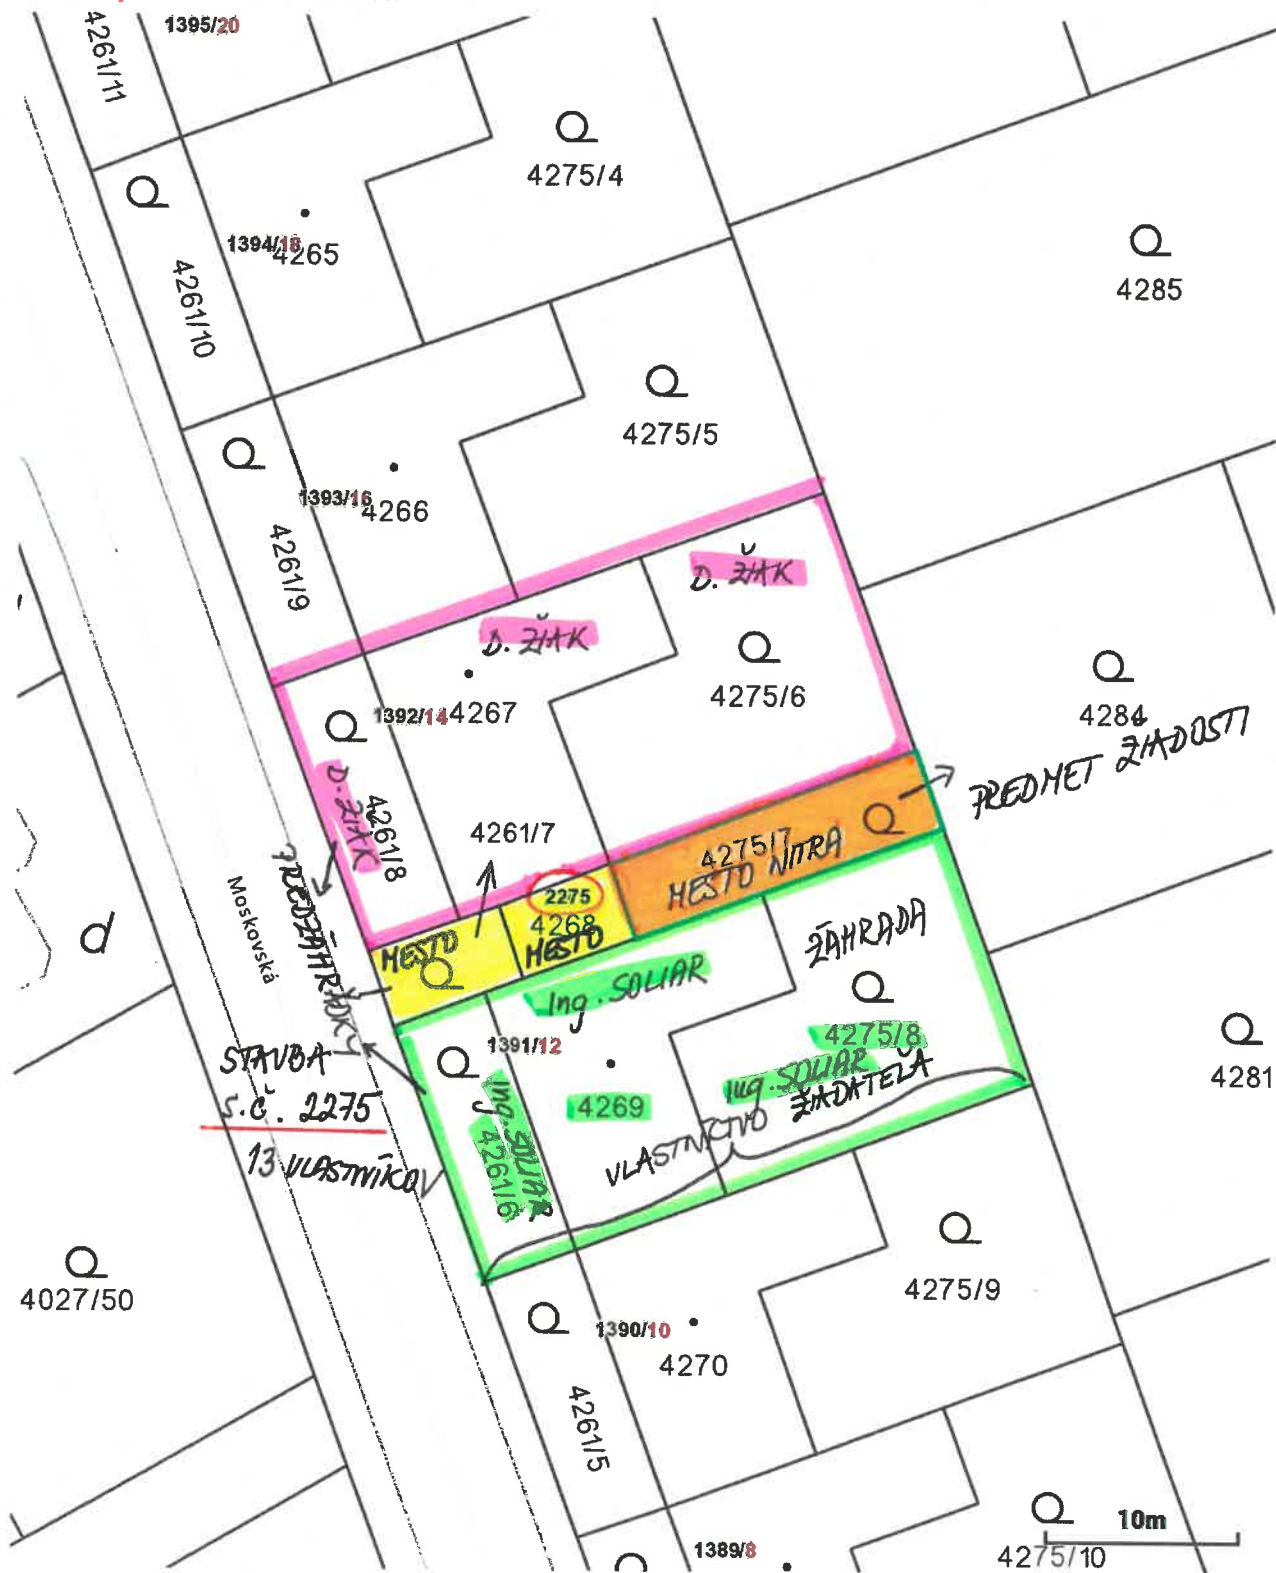 1395/20
4261/11
4275/4
1394/18
4265
4285
4261/10
4275/5
1393/16
4266
4261/9
D. ŽIAK
D. ŽIAK
4275/6
4284
1392/14
4267
PREDMET ŽIADOSTI
D. ŽIAK
4261/8
4261/7
4275/7
MESTO NITRA
2275
4268
MESTO
MESTO
PREDZÁHRADKY
Moskovská
d
ZÁHRADA
Ing. SOLIAR
4275/8
Ing. SOLIAR
ŽIADATEĽA
VLASTNÍCTVO
1391/12
4269
Ing. SOLIAR
4261/6
4281
STAVBA
s.č. 2275
13 VLASTNÍKOV
4027/50
4275/9
1390/10
4270
4261/5
10m
1389/8
4275/10